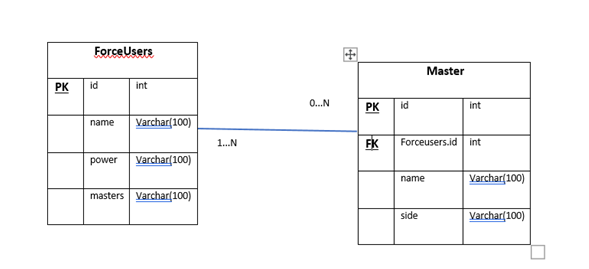 ForceUsers
PK id int
name Varchar(100)
power Varchar(100)
masters Varchar(100)
1...N
0...N
Master
PK id int
FK Forceusers.id int
name Varchar(100)
side Varchar(100)